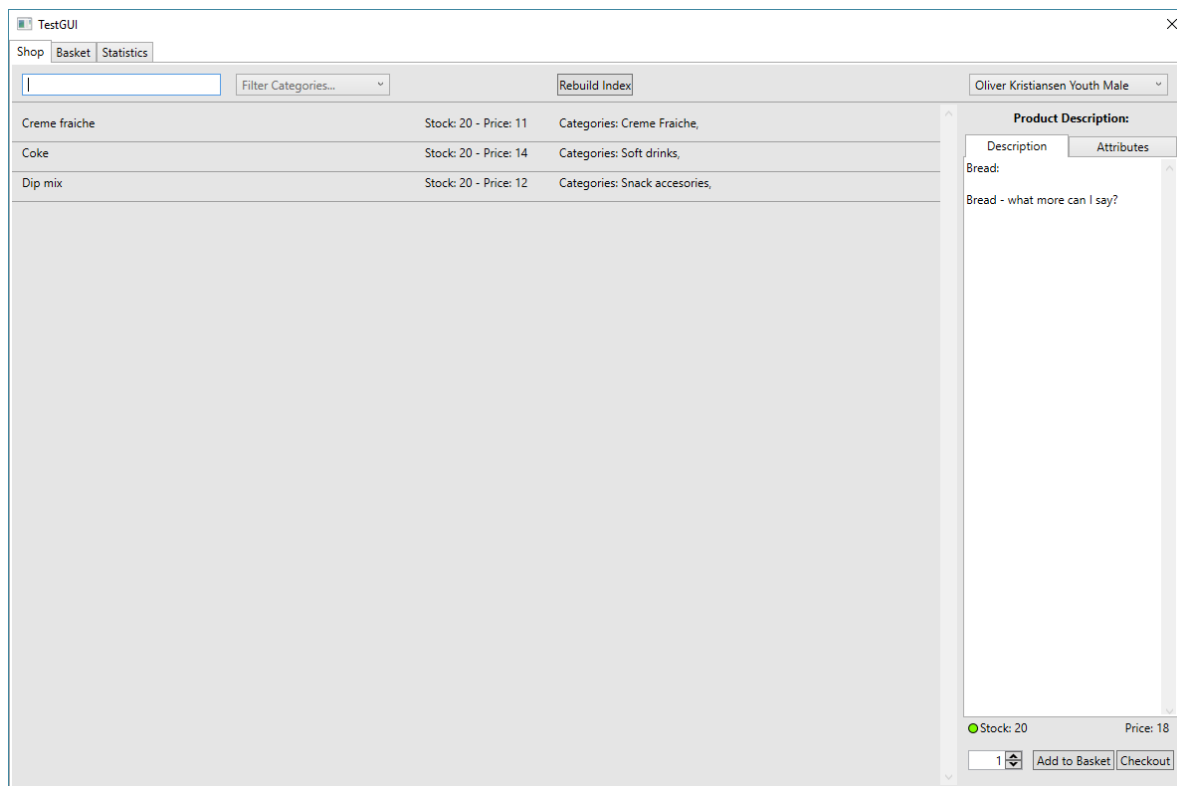 TestGUI
Shop Basket Statistics
Filter Categories... Rebuild Index Oliver Kristiansen Youth Male
Creme fraiche Stock: 20 - Price: 11 Categories: Creme Fraiche,
Coke Stock: 20 - Price: 14 Categories: Soft drinks,
Dip mix Stock: 20 - Price: 12 Categories: Snack accesories,
Product Description:
Description Attributes
Bread:
Bread - what more can I say?
Stock: 20 Price: 18
1 Add to Basket Checkout